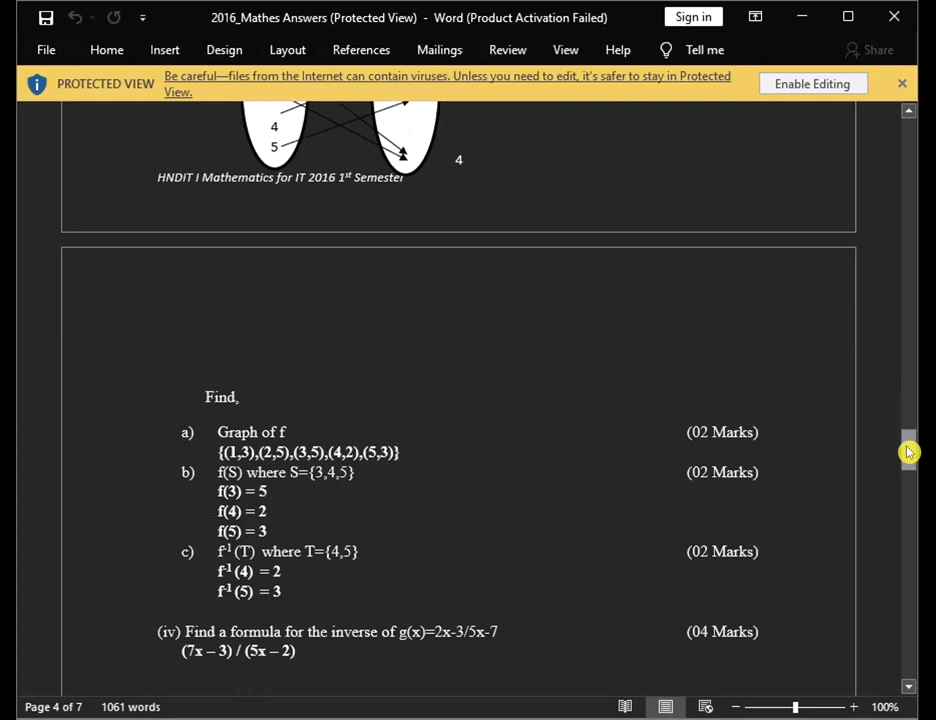 2016_Mathes Answers (Protected View) - Word (Product Activation Failed)
Sign in
File Home Insert Design Layout References Mailings Review View Help Tell me Share
PROTECTED VIEW Be careful—files from the Internet can contain viruses. Unless you need to edit, it's safer to stay in Protected
View.
Enable Editing
4
5
4
HNDIT I Mathematics for IT 2016 1st Semester
Find,
a) Graph of f (02 Marks)
{(1,3),(2,5),(3,5),(4,2),(5,3)}
b) f(S) where S={3,4,5} (02 Marks)
f(3) = 5
f(4) = 2
f(5) = 3
c) f-1 (T) where T={4,5} (02 Marks)
f-1 (4) = 2
f-1 (5) = 3
(iv) Find a formula for the inverse of g(x)=2x-3/5x-7 (04 Marks)
(7x – 3) / (5x – 2)
Page 4 of 7 1061 words 100%